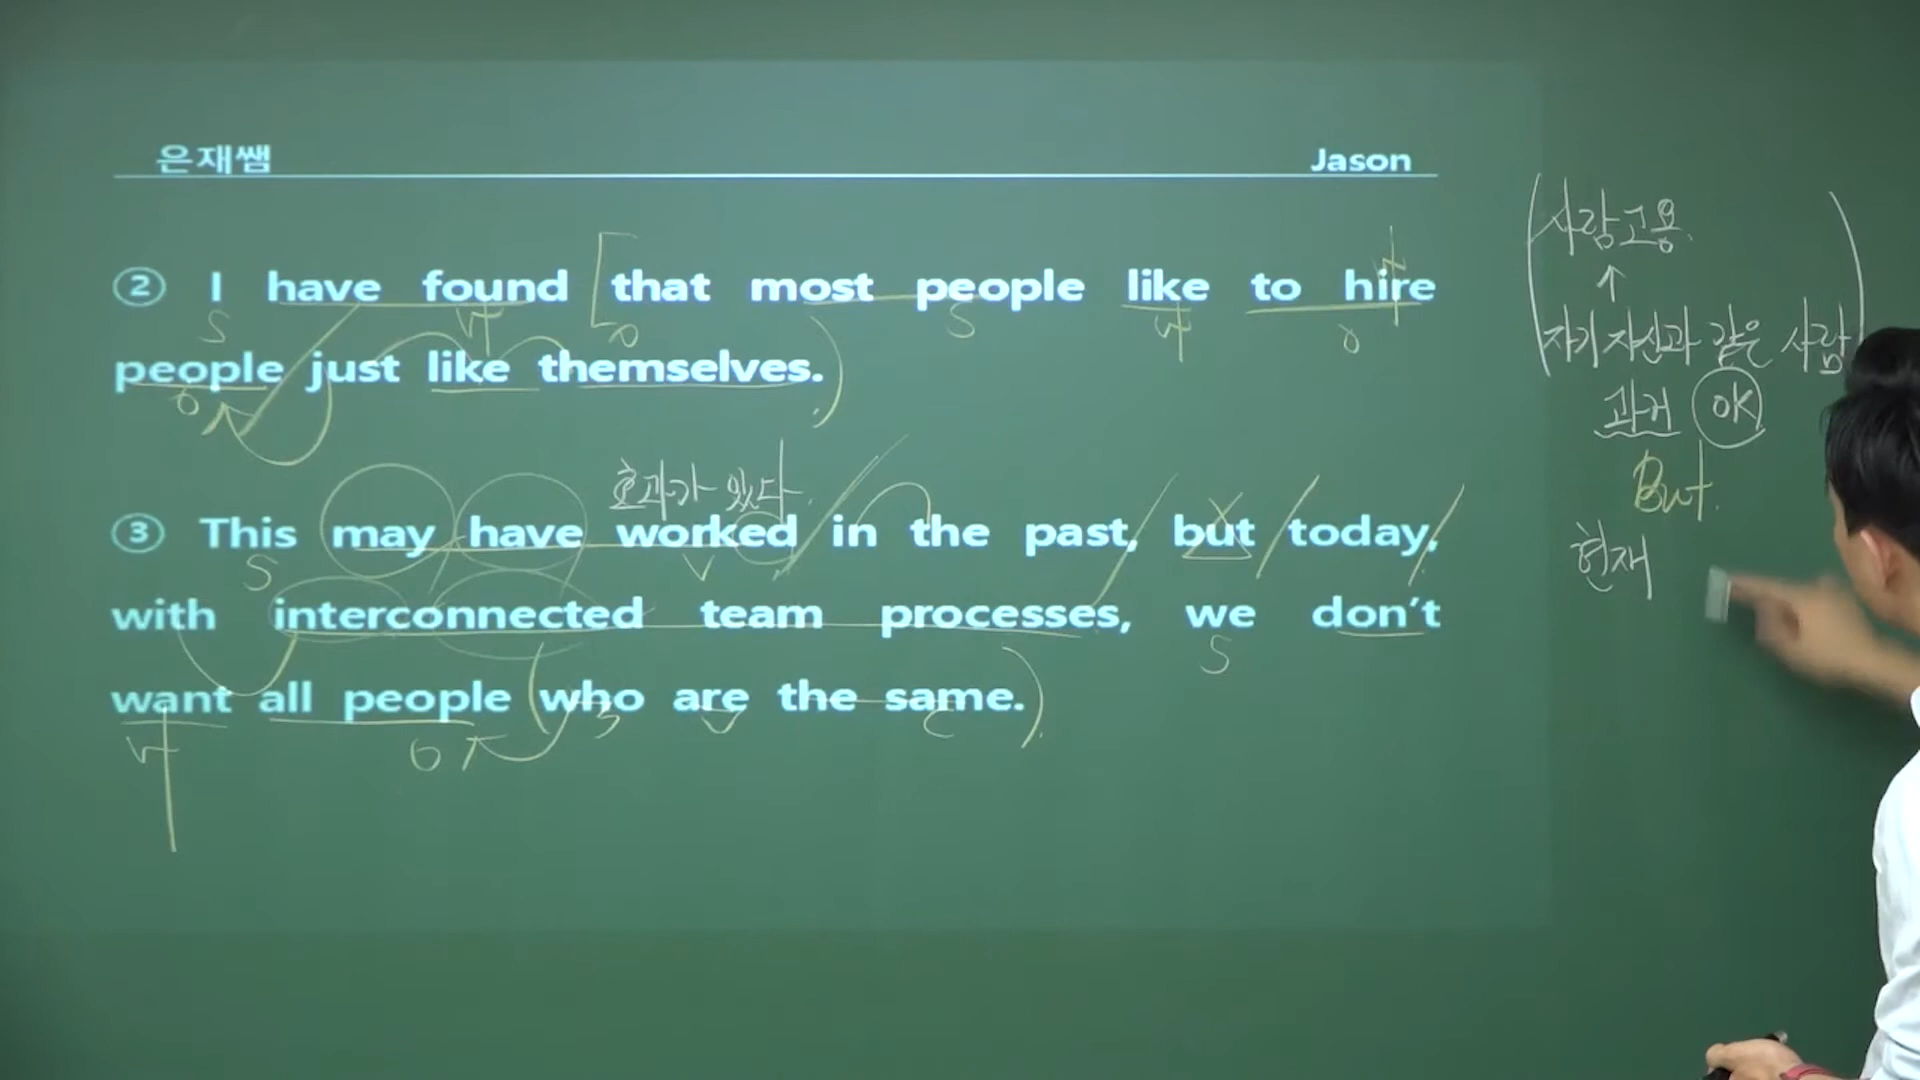 은재쌤 Jason
② I have found that most people like to hire
people just like themselves.
효과가 있다.
③ This may have worked in the past, but today,
with interconnected team processes, we don't
want all people who are the same.
S V O S V O
O
S V
S
V O S V C
사람고용.
↑
자기 자신과 같은 사람
과거 OK
But.
현재